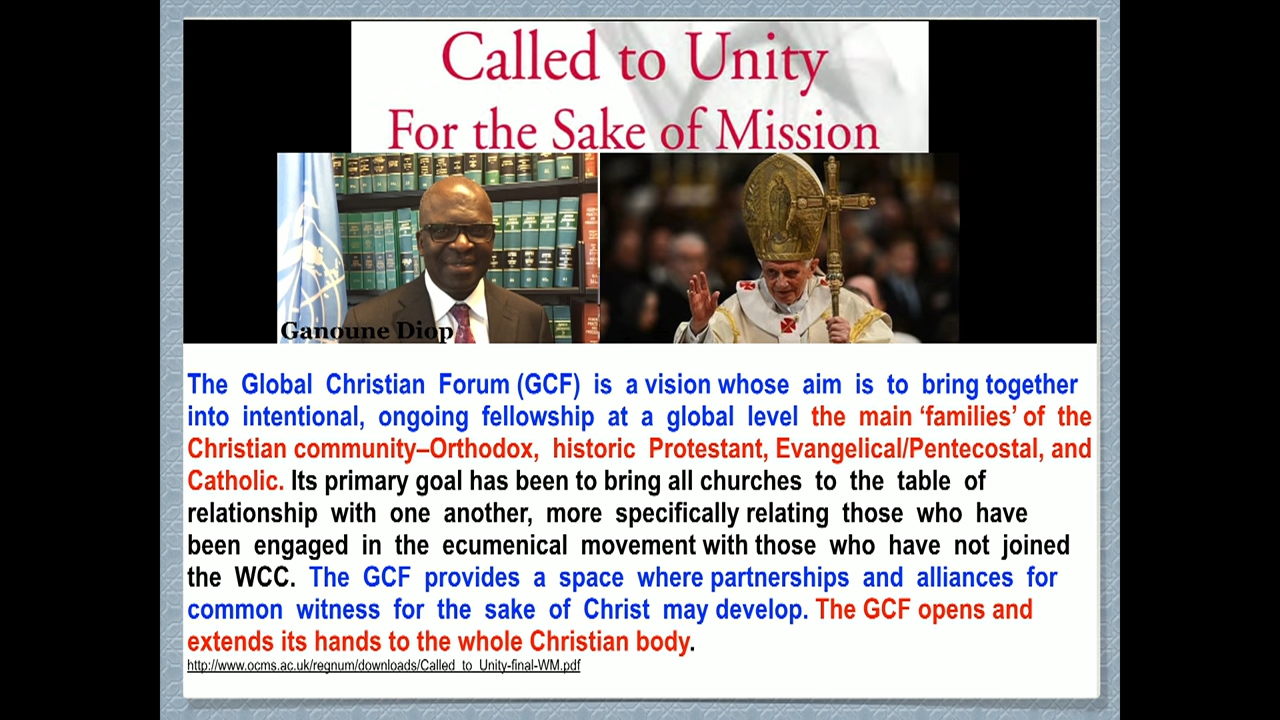 Called to Unity
For the Sake of Mission
Ganoune Diop
The Global Christian Forum (GCF) is a vision whose aim is to bring together
into intentional, ongoing fellowship at a global level the main ‘families’ of the
Christian community–Orthodox, historic Protestant, Evangelical/Pentecostal, and
Catholic. Its primary goal has been to bring all churches to the table of
relationship with one another, more specifically relating those who have
been engaged in the ecumenical movement with those who have not joined
the WCC. The GCF provides a space where partnerships and alliances for
common witness for the sake of Christ may develop. The GCF opens and
extends its hands to the whole Christian body.
http://www.ocms.ac.uk/regnum/downloads/Called_to_Unity-final-WM.pdf